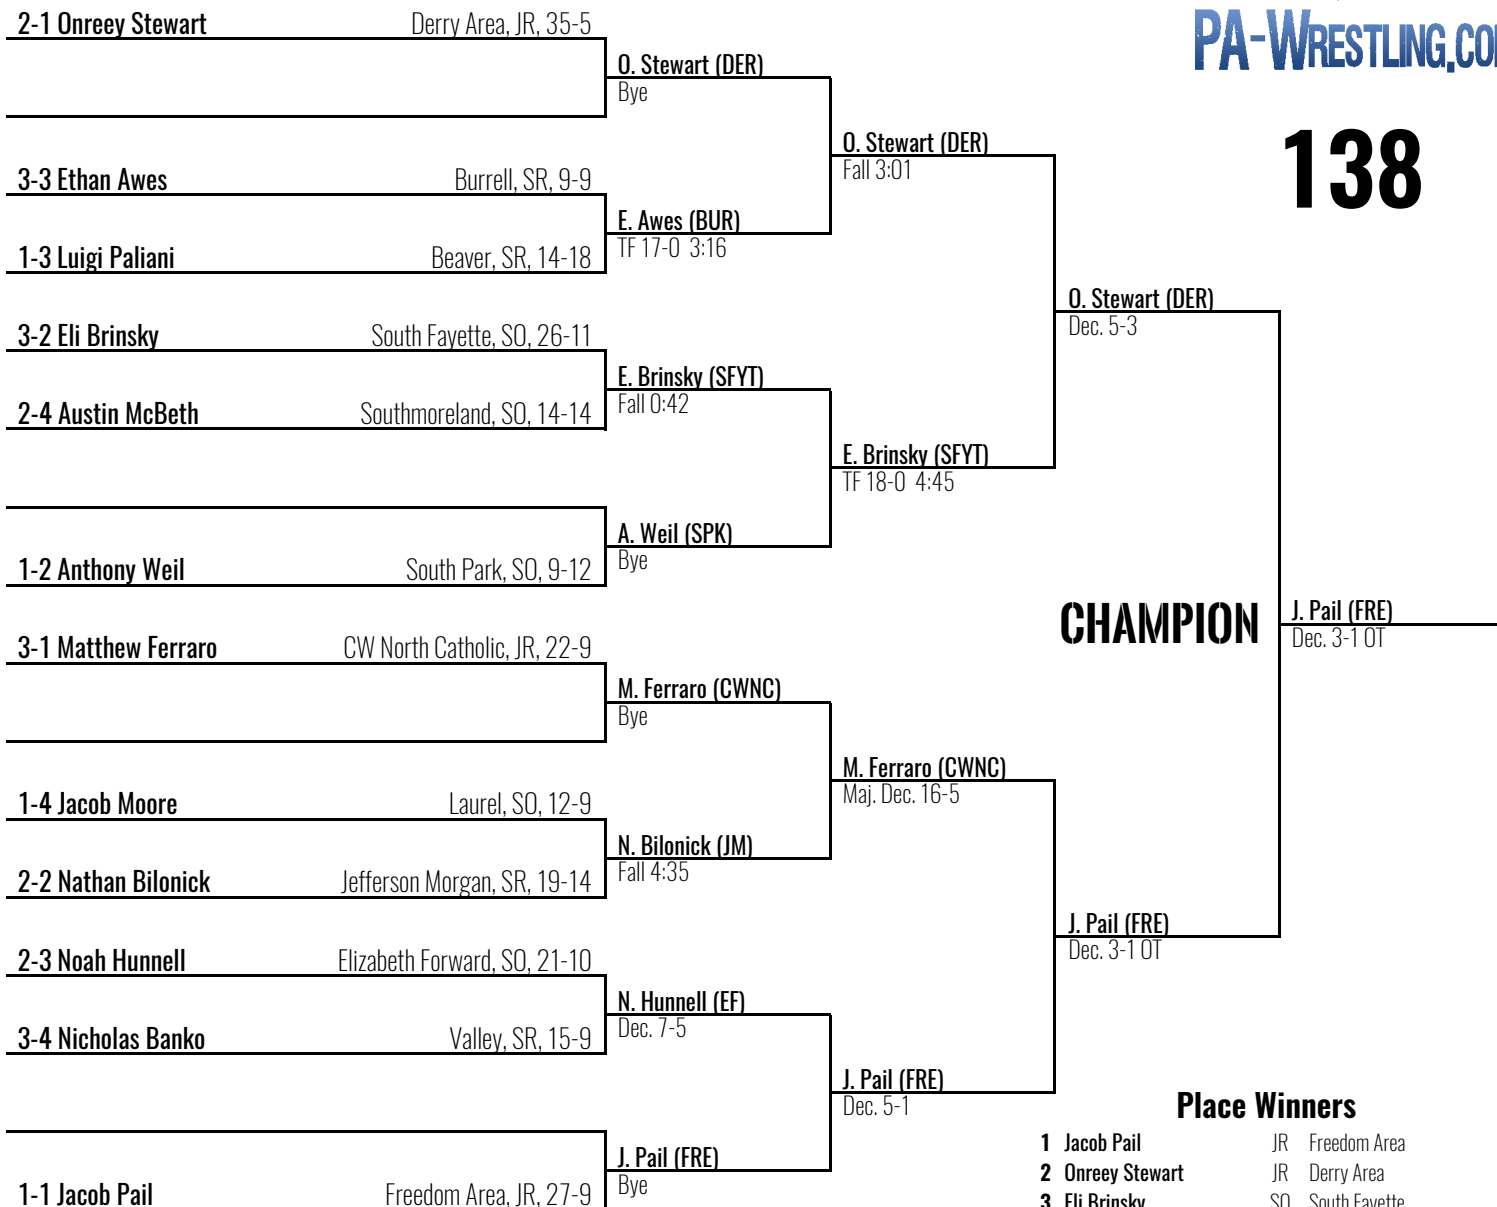 PA-WRESTLING.CO
138
2-1 Onreey Stewart Derry Area, JR, 35-5
O. Stewart (DER)
Bye
O. Stewart (DER)
Fall 3:01
3-3 Ethan Awes Burrell, SR, 9-9
E. Awes (BUR)
TF 17-0 3:16
1-3 Luigi Paliani Beaver, SR, 14-18
O. Stewart (DER)
Dec. 5-3
3-2 Eli Brinsky South Fayette, SO, 26-11
E. Brinsky (SFYT)
Fall 0:42
2-4 Austin McBeth Southmoreland, SO, 14-14
E. Brinsky (SFYT)
TF 18-0 4:45
A. Weil (SPK)
Bye
1-2 Anthony Weil South Park, SO, 9-12
CHAMPION
J. Pail (FRE)
Dec. 3-1 OT
3-1 Matthew Ferraro CW North Catholic, JR, 22-9
M. Ferraro (CWNC)
Bye
M. Ferraro (CWNC)
Maj. Dec. 16-5
1-4 Jacob Moore Laurel, SO, 12-9
N. Bilonick (JM)
Fall 4:35
2-2 Nathan Bilonick Jefferson Morgan, SR, 19-14
J. Pail (FRE)
Dec. 3-1 OT
2-3 Noah Hunnell Elizabeth Forward, SO, 21-10
N. Hunnell (EF)
Dec. 7-5
3-4 Nicholas Banko Valley, SR, 15-9
J. Pail (FRE)
Dec. 5-1
J. Pail (FRE)
Bye
1-1 Jacob Pail Freedom Area, JR, 27-9
Place Winners
1 Jacob Pail JR Freedom Area
2 Onreey Stewart JR Derry Area
3 Eli Brinsky SO South Fayette